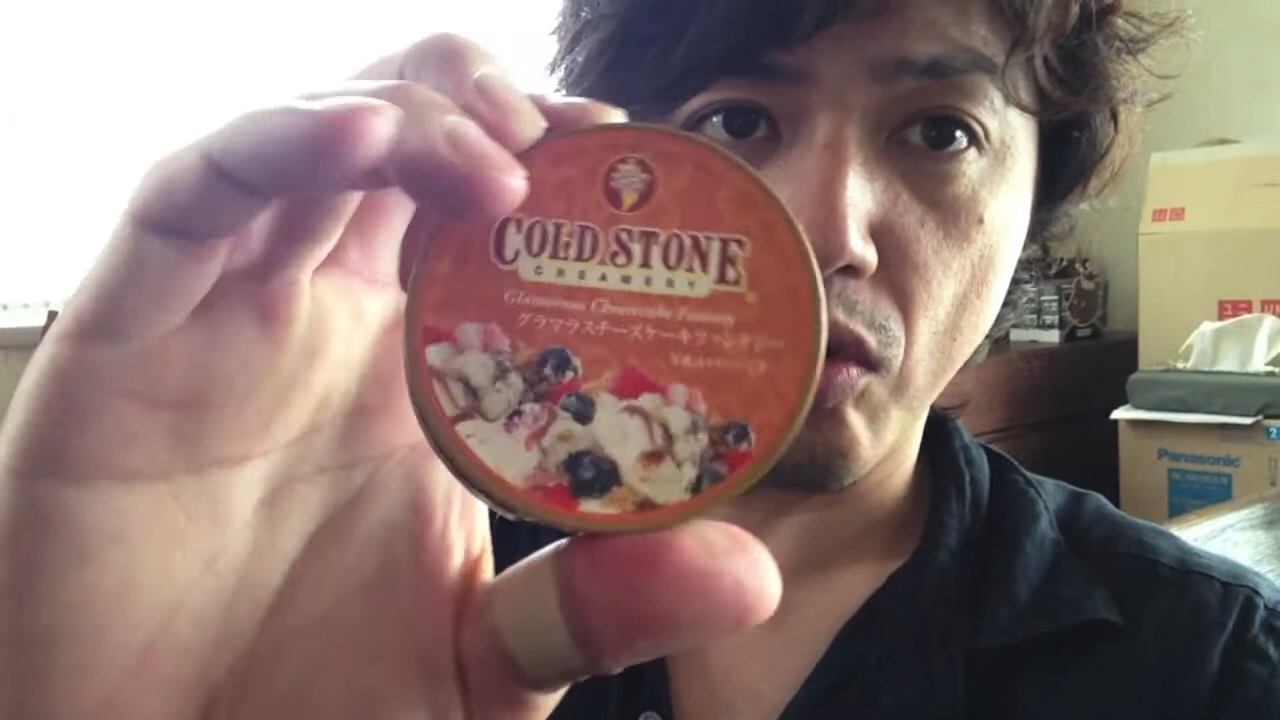 COLD STONE
CREAMERY
Glamorous Cheesecake Fantasy
グラマラスチーズケーキファンタジー
Panasonic